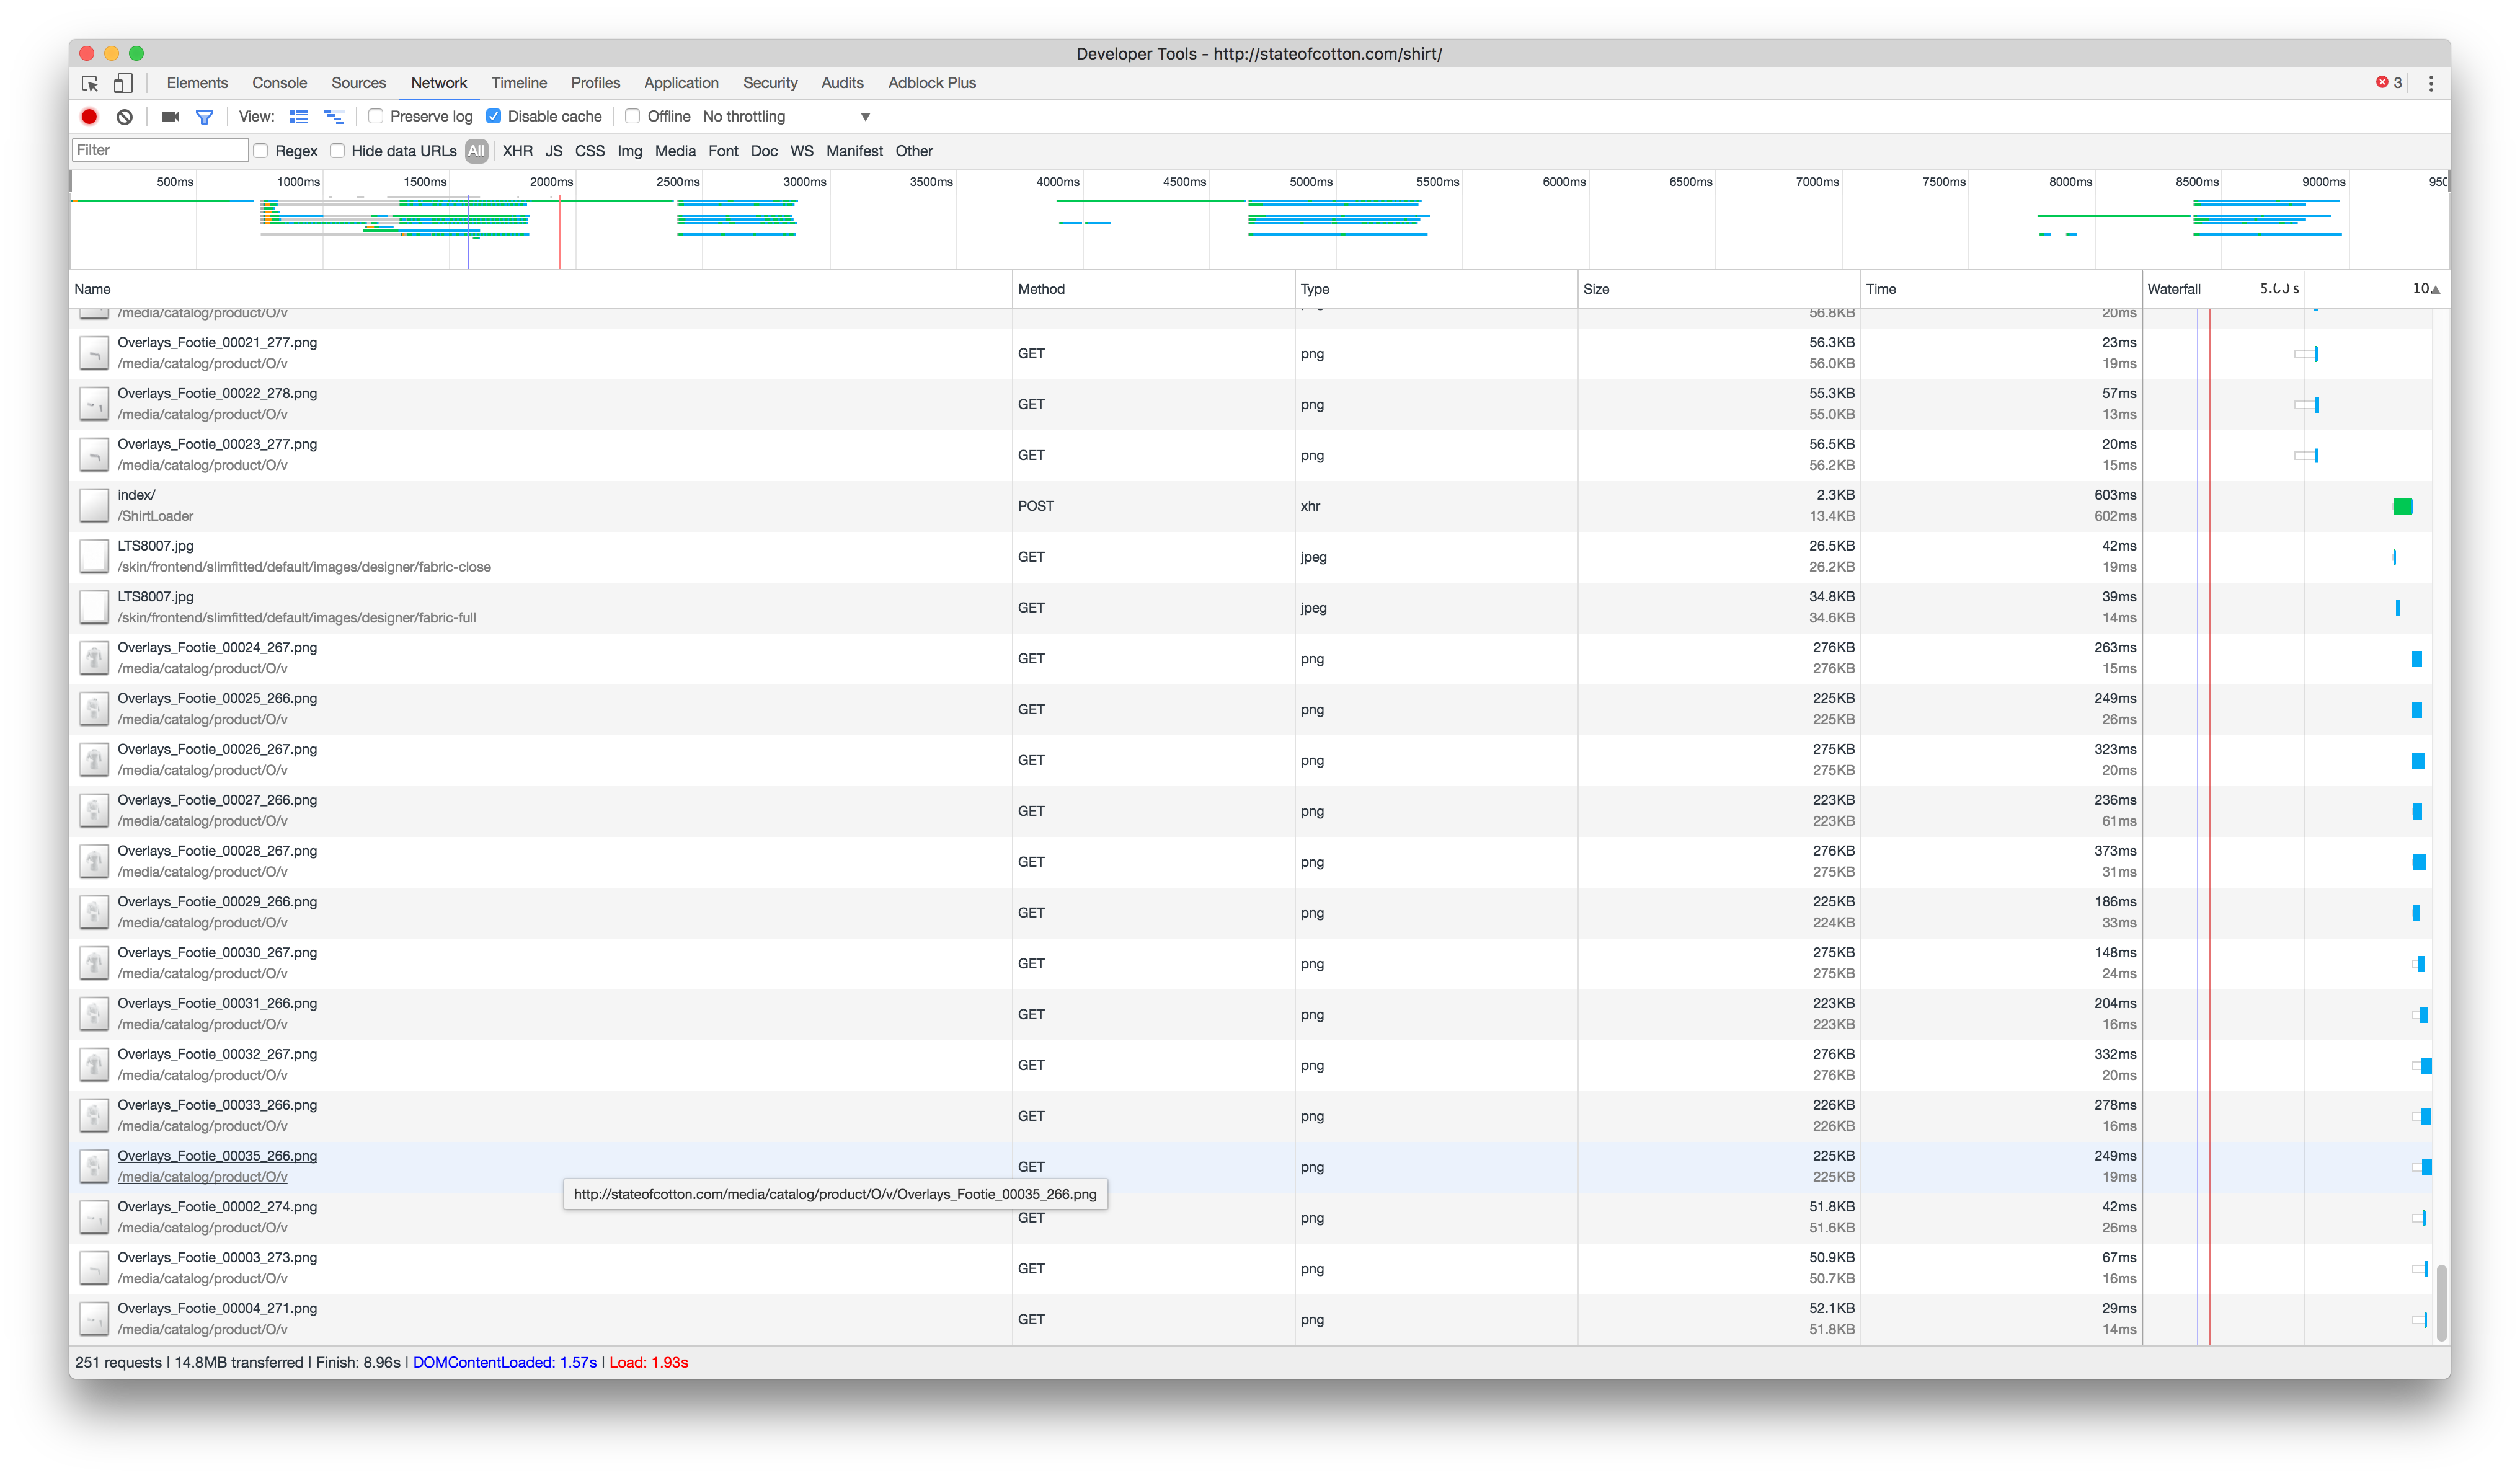 Developer Tools - http://stateofcotton.com/shirt/
Elements Console Sources Network Timeline Profiles Application Security Audits Adblock Plus 3
View: Preserve log Disable cache Offline No throttling
Filter Regex Hide data URLs All XHR JS CSS Img Media Font Doc WS Manifest Other
500ms 1000ms 1500ms 2000ms 2500ms 3000ms 3500ms 4000ms 4500ms 5000ms 5500ms 6000ms 6500ms 7000ms 7500ms 8000ms 8500ms 9000ms
Name Method Type Size Time Waterfall 5.00s 10.
/media/catalog/product/O/v 56.8KB 20ms
Overlays_Footie_00021_277.png 56.3KB 23ms
GET png
/media/catalog/product/O/v 56.0KB 19ms
Overlays_Footie_00022_278.png 55.3KB 57ms
GET png
/media/catalog/product/O/v 55.0KB 13ms
Overlays_Footie_00023_277.png 56.5KB 20ms
GET png
/media/catalog/product/O/v 56.2KB 15ms
index/ 2.3KB 603ms
POST xhr
/ShirtLoader 13.4KB 602ms
LTS8007.jpg 26.5KB 42ms
GET jpeg
/skin/frontend/slimfitted/default/images/designer/fabric-close 26.2KB 19ms
LTS8007.jpg 34.8KB 39ms
GET jpeg
/skin/frontend/slimfitted/default/images/designer/fabric-full 34.6KB 14ms
Overlays_Footie_00024_267.png 276KB 263ms
GET png
/media/catalog/product/O/v 276KB 15ms
Overlays_Footie_00025_266.png 225KB 249ms
GET png
/media/catalog/product/O/v 225KB 26ms
Overlays_Footie_00026_267.png 275KB 323ms
GET png
/media/catalog/product/O/v 275KB 20ms
Overlays_Footie_00027_266.png 223KB 236ms
GET png
/media/catalog/product/O/v 223KB 61ms
Overlays_Footie_00028_267.png 276KB 373ms
GET png
/media/catalog/product/O/v 275KB 31ms
Overlays_Footie_00029_266.png 225KB 186ms
GET png
/media/catalog/product/O/v 224KB 33ms
Overlays_Footie_00030_267.png 275KB 148ms
GET png
/media/catalog/product/O/v 275KB 24ms
Overlays_Footie_00031_266.png 223KB 204ms
GET png
/media/catalog/product/O/v 223KB 16ms
Overlays_Footie_00032_267.png 276KB 332ms
GET png
/media/catalog/product/O/v 276KB 20ms
Overlays_Footie_00033_266.png 226KB 278ms
GET png
/media/catalog/product/O/v 226KB 16ms
Overlays_Footie_00035_266.png 225KB 249ms
GET png
/media/catalog/product/O/v 225KB 19ms
http://stateofcotton.com/media/catalog/product/O/v/Overlays_Footie_00035_266.png
Overlays_Footie_00002_274.png 51.8KB 42ms
GET png
/media/catalog/product/O/v 51.6KB 26ms
Overlays_Footie_00003_273.png 50.9KB 67ms
GET png
/media/catalog/product/O/v 50.7KB 16ms
Overlays_Footie_00004_271.png 52.1KB 29ms
GET png
/media/catalog/product/O/v 51.8KB 14ms
251 requests | 14.8MB transferred | Finish: 8.96s | DOMContentLoaded: 1.57s | Load: 1.93s